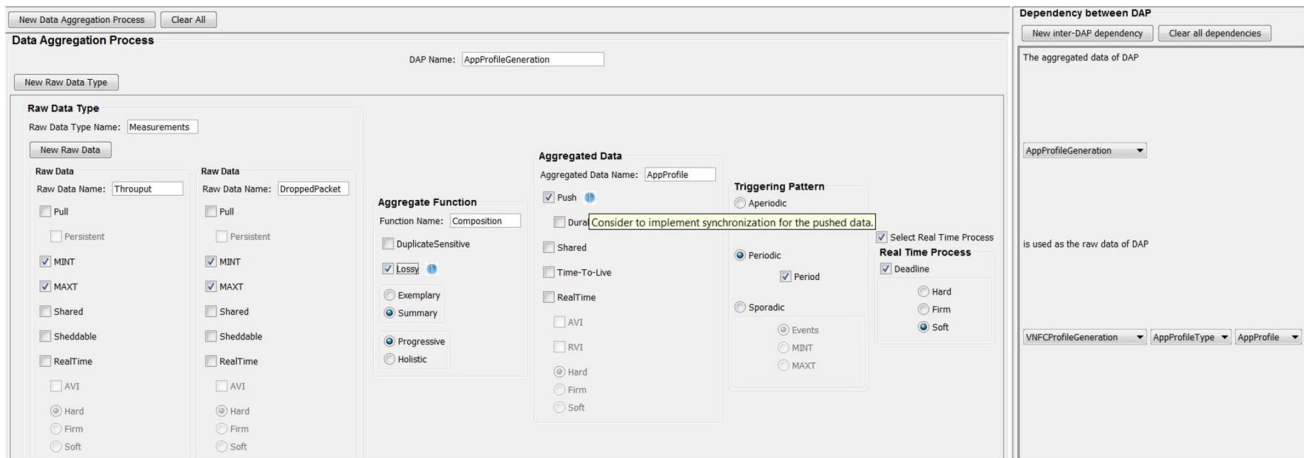 New Data Aggregation Process Clear All
Data Aggregation Process
DAP Name: AppProfileGeneration
New Raw Data Type
Raw Data Type
Raw Data Type Name: Measurements
New Raw Data
Raw Data
Raw Data Name: Throuput
Pull
Persistent
MINT
MAXT
Shared
Sheddable
RealTime
AVI
Hard
Firm
Soft
Raw Data
Raw Data Name: DroppedPacket
Pull
Persistent
MINT
MAXT
Shared
Sheddable
RealTime
AVI
Hard
Firm
Soft
Aggregate Function
Function Name: Composition
DuplicateSensitive
Lossy
Exemplary
Summary
Progressive
Holistic
Aggregated Data
Aggregated Data Name: AppProfile
Push
Consider to implement synchronization for the pushed data.
Shared
Time-To-Live
RealTime
AVI
RVI
Hard
Firm
Soft
Triggering Pattern
Aperiodic
Periodic
Period
Sporadic
Events
MINT
MAXT
Select Real Time Process
Real Time Process
Deadline
Hard
Firm
Soft
Dependency between DAP
New inter-DAP dependency Clear all dependencies
The aggregated data of DAP
AppProfileGeneration
is used as the raw data of DAP
VNFCProfileGeneration AppProfileType AppProfile